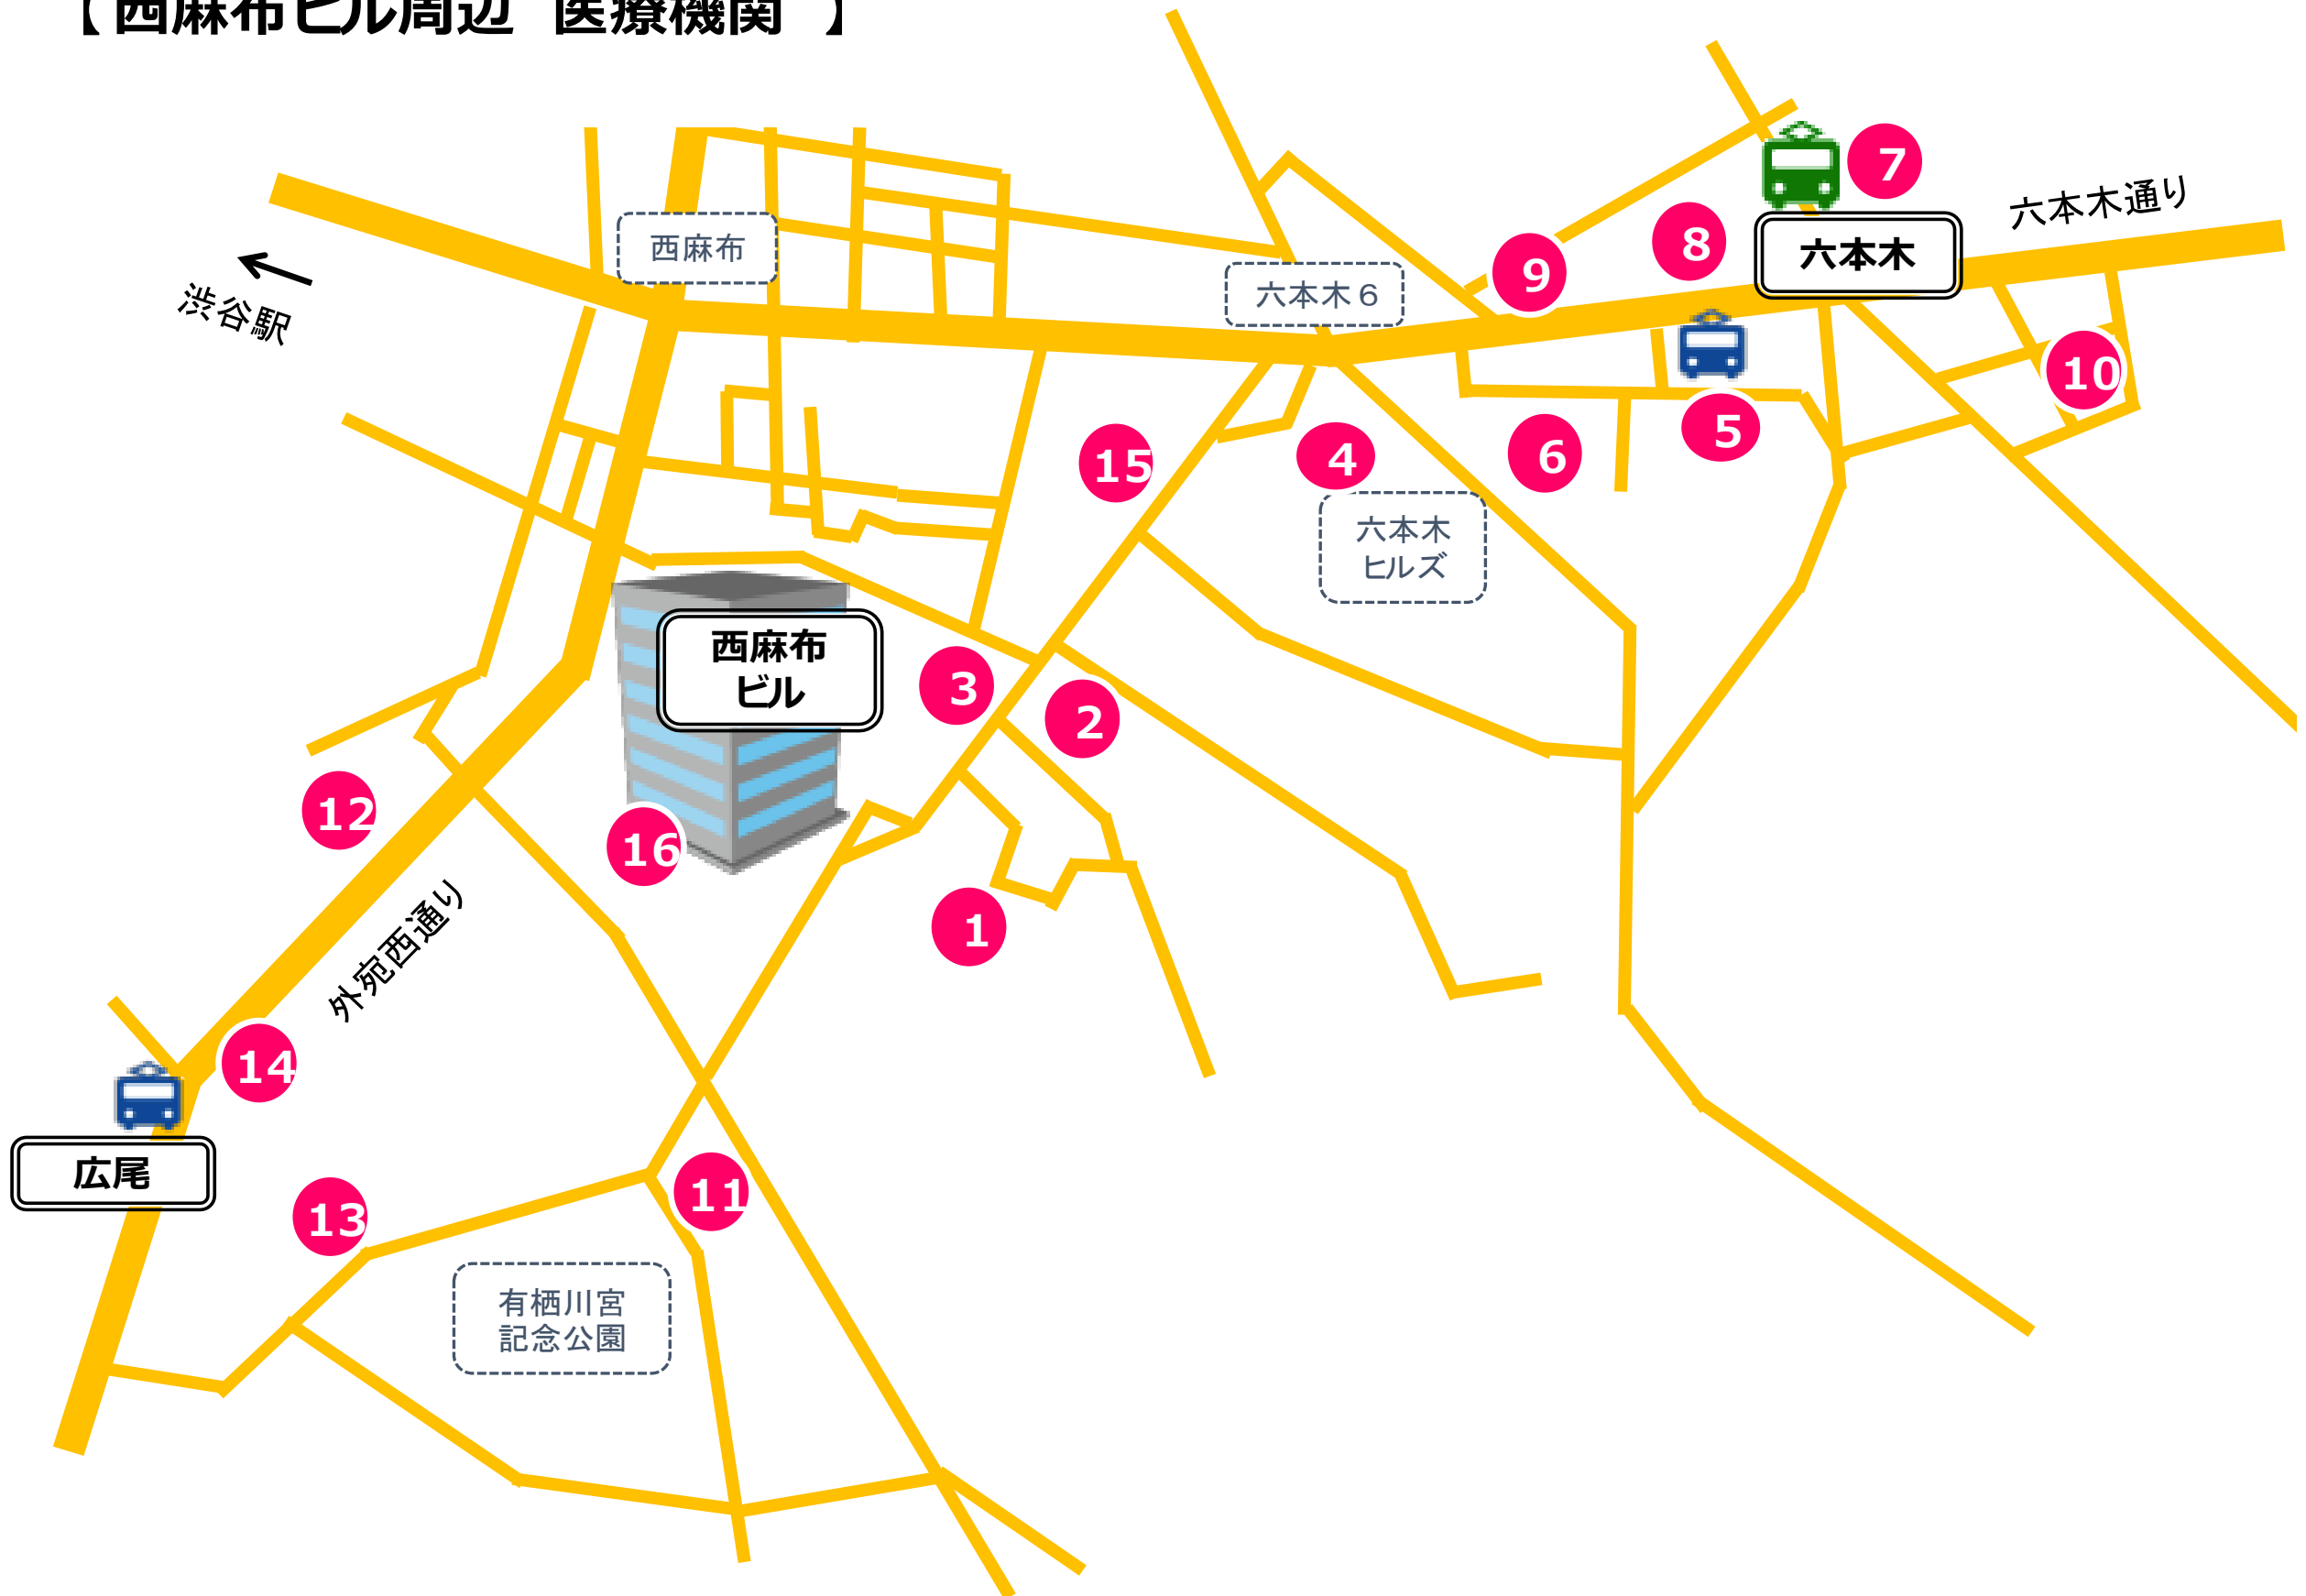 【西麻布ビル周辺 医療機関】
7
六本木通り
8
六本木
西麻布
9
六本木6
渋谷駅
10
5
15
4
6
六本木
ヒルズ
西麻布
ビル
3
2
12
16
1
外宛西通り
14
広尾
11
13
有栖川宮
記念公園